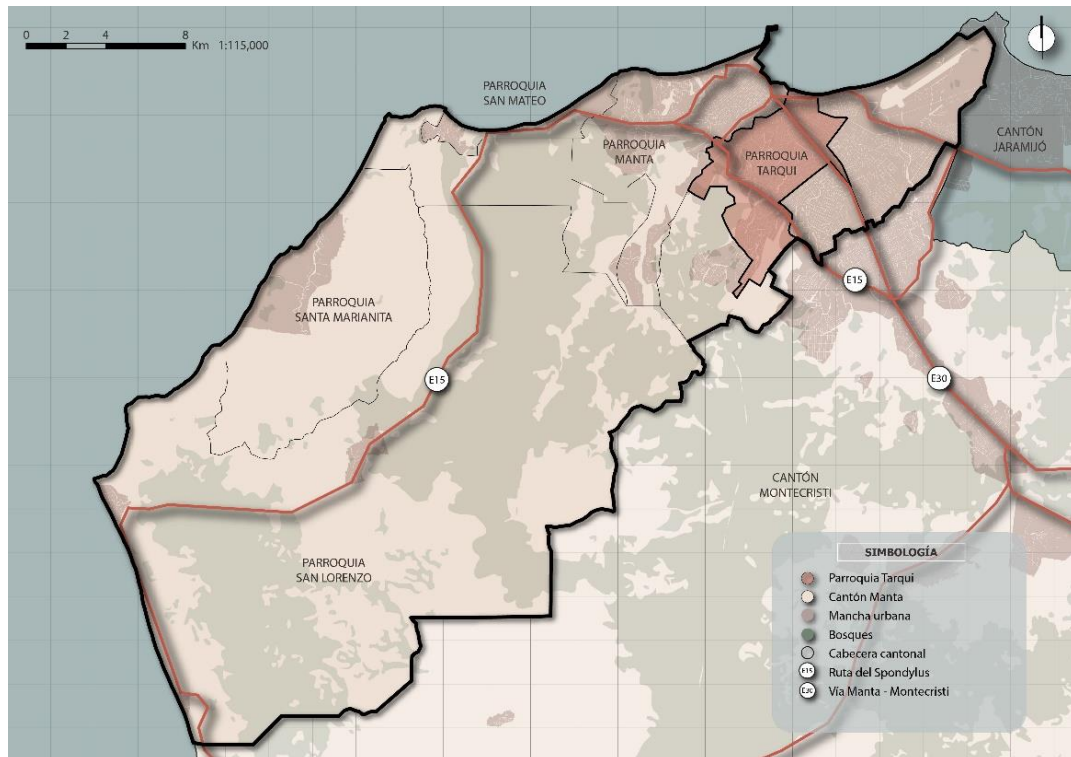 0 2 4 8
Km 1:115,000
PARROQUIA
SAN MATEO
PARROQUIA
MANTA
PARROQUIA
TARQUI
CANTÓN
JARAMIJÓ
PARROQUIA
SANTA MARIANITA
E15
E15
E30
CANTÓN
MONTECRISTI
PARROQUIA
SAN LORENZO
SIMBOLOGÍA
Parroquia Tarqui
Cantón Manta
Mancha urbana
Bosques
Cabecera cantonal
E15 Ruta del Spondylus
E30 Vía Manta - Montecristi